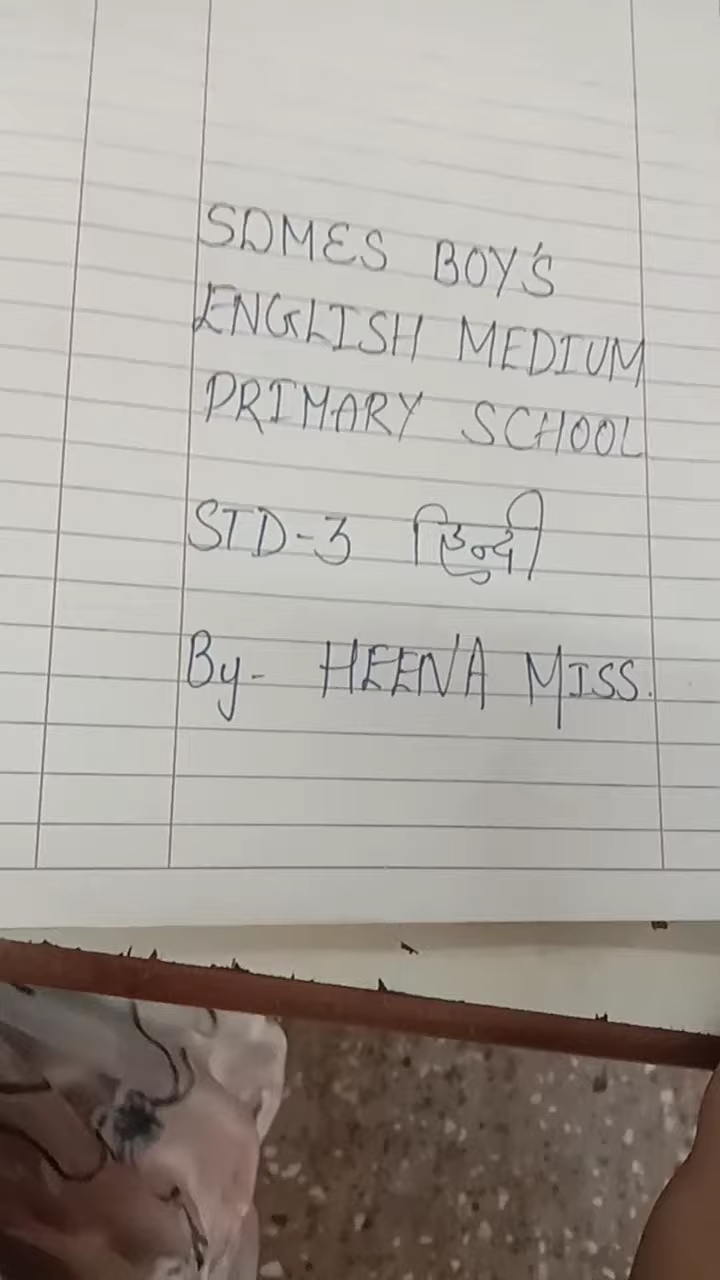 SDMES BOY'S
ENGLISH MEDIUM
PRIMARY SCHOOL
STD-3 हिन्दी
By- HEENA MISS.